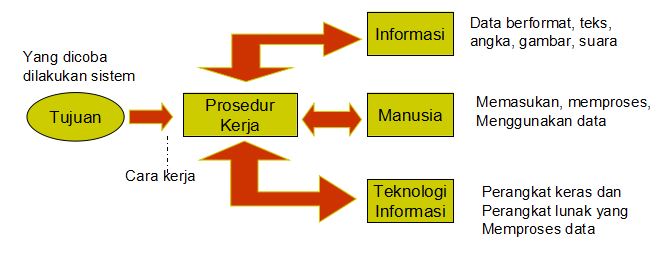 Informasi
Data berformat, teks,
angka, gambar, suara
Yang dicoba
dilakukan sistem
Tujuan
Prosedur
Kerja
Manusia
Memasukan, memproses,
Menggunakan data
Cara kerja
Teknologi
Informasi
Perangkat keras dan
Perangkat lunak yang
Memproses data